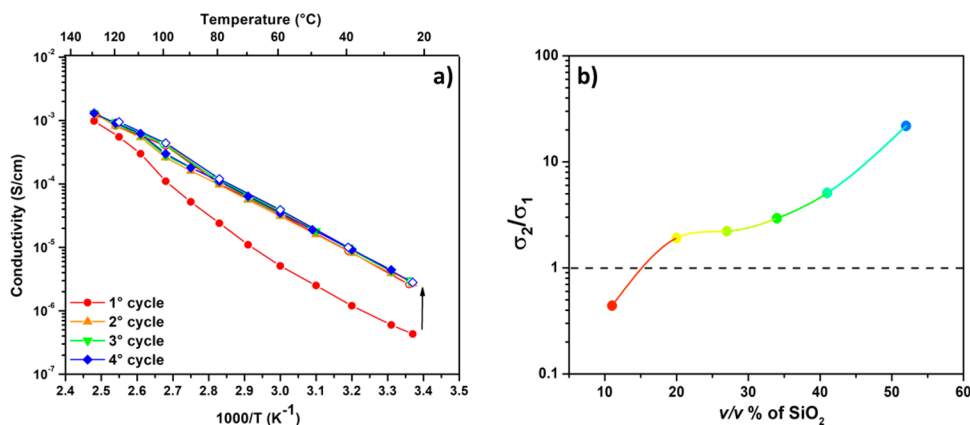 Temperature (°C)
140 120 100 80 60 40 20
a)
10⁻²
10⁻³
10⁻⁴
10⁻⁵
10⁻⁶
10⁻⁷
Conductivity (S/cm)
1° cycle
2° cycle
3° cycle
4° cycle
2.4 2.5 2.6 2.7 2.8 2.9 3.0 3.1 3.2 3.3 3.4 3.5
1000/T (K⁻¹)
b)
100
10
1
0.1
σ₂/σ₁
10 20 30 40 50 60
v/v % of SiO₂